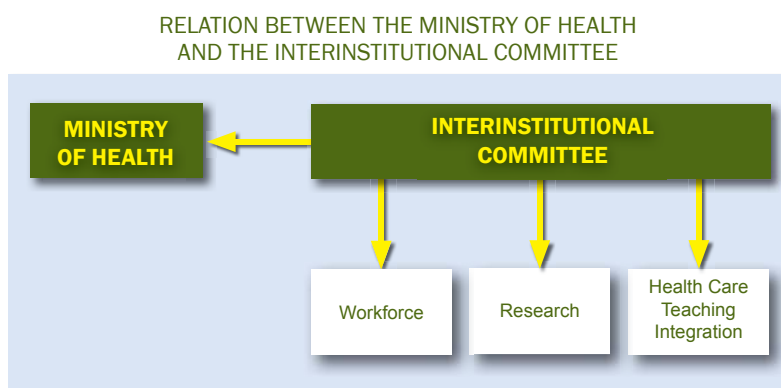 RELATION BETWEEN THE MINISTRY OF HEALTH
AND THE INTERINSTITUTIONAL COMMITTEE
MINISTRY
OF HEALTH
INTERINSTITUTIONAL
COMMITTEE
Workforce
Research
Health Care
Teaching
Integration